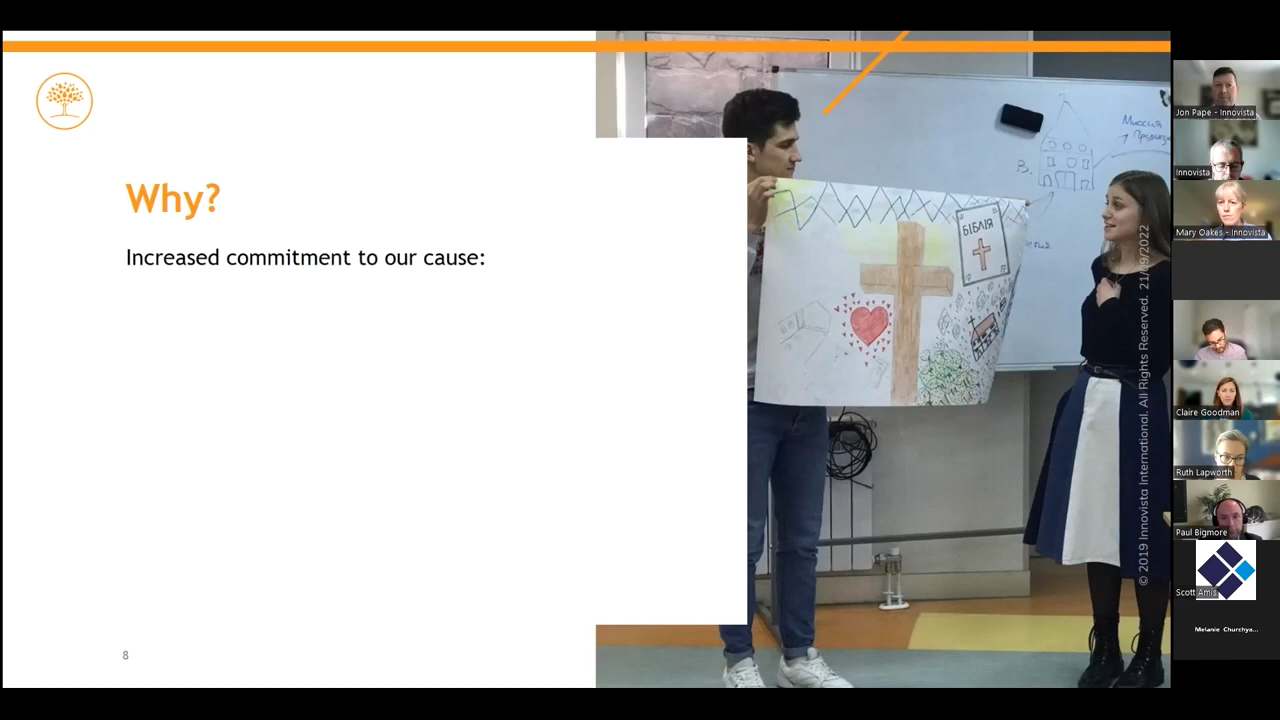 Why?
Increased commitment to our cause:
8
БІБЛІЯ
В.
Миссия
© 2019 Innovista International. All Rights Reserved. 21/09/2022
Jon Pape - Innovista
Innovista
Mary Oakes - Innovista
Claire Goodman
Ruth Lapworth
Paul Bigmore
Scott Amis
Melanie Churchya...